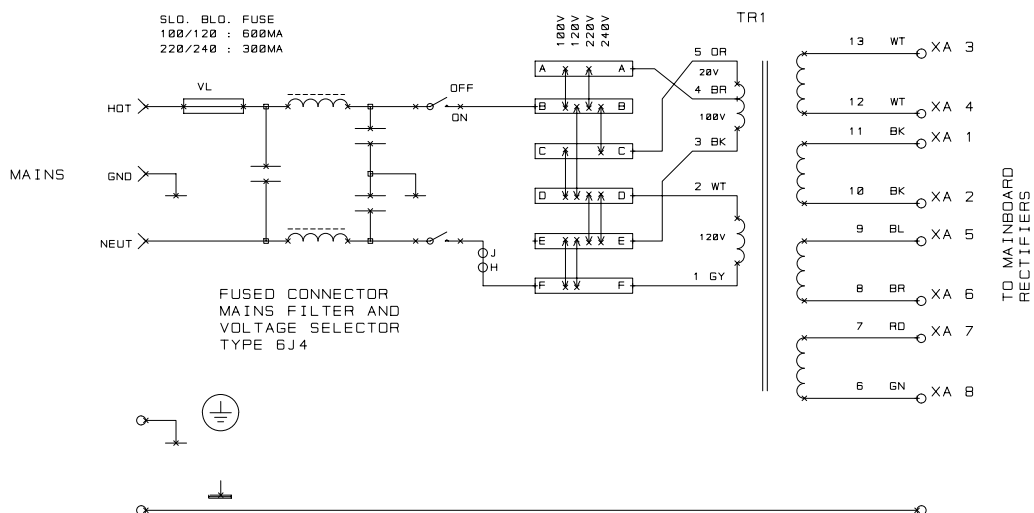 SLO. BLO. FUSE
100/120 : 600MA
220/240 : 300MA
VL
HOT
OFF
ON
MAINS
GND
NEUT
J
H
FUSED CONNECTOR
MAINS FILTER AND
VOLTAGE SELECTOR
TYPE 6J4
100V
120V
220V
240V
A A
B B
C C
D D
E E
F F
TR1
5 OR
20V
4 BR
100V
3 BK
2 WT
120V
1 GY
13 WT XA 3
12 WT XA 4
11 BK XA 1
10 BK XA 2
9 BL XA 5
8 BR XA 6
7 RD XA 7
6 GN XA 8
TO MAINBOARD
RECTIFIERS